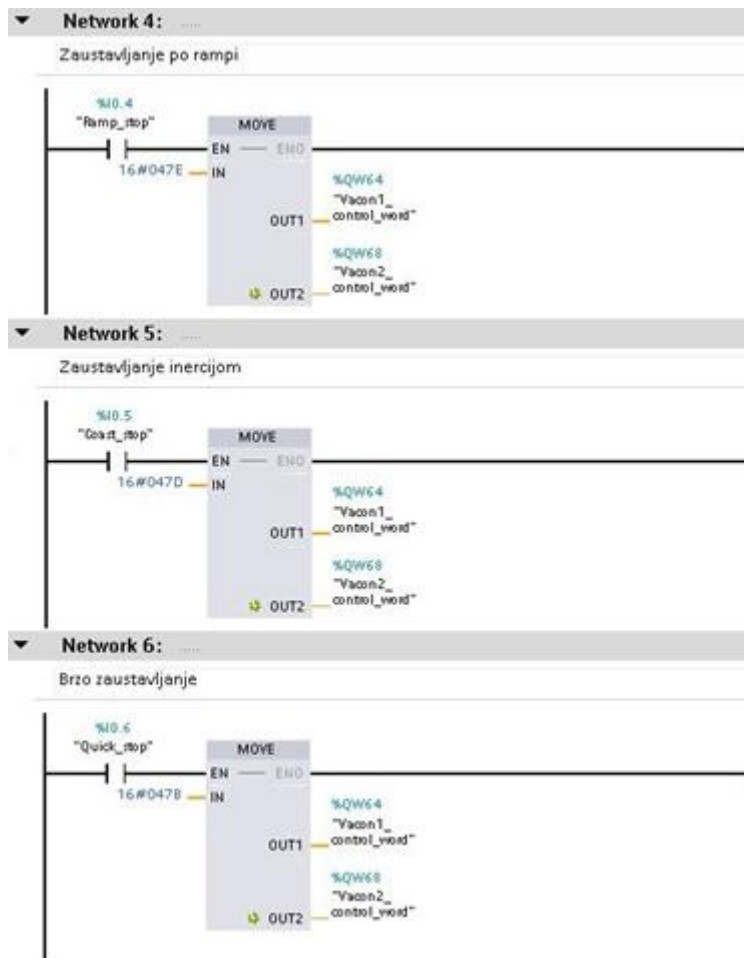 Network 4: .....
Zaustavljanje po rampi
%I0.4
"Ramp_stop"
MOVE
EN — ENO
16#047E
IN
%QW64
"Vacon1_
control_word"
OUT1
%QW68
"Vacon2_
control_word"
OUT2
Network 5: .....
Zaustavljanje inercijom
%I0.5
"Coast_stop"
MOVE
EN — ENO
16#047D
IN
%QW64
"Vacon1_
control_word"
OUT1
%QW68
"Vacon2_
control_word"
OUT2
Network 6: .....
Brzo zaustavljanje
%I0.6
"Quick_stop"
MOVE
EN — ENO
16#047B
IN
%QW64
"Vacon1_
control_word"
OUT1
%QW68
"Vacon2_
control_word"
OUT2